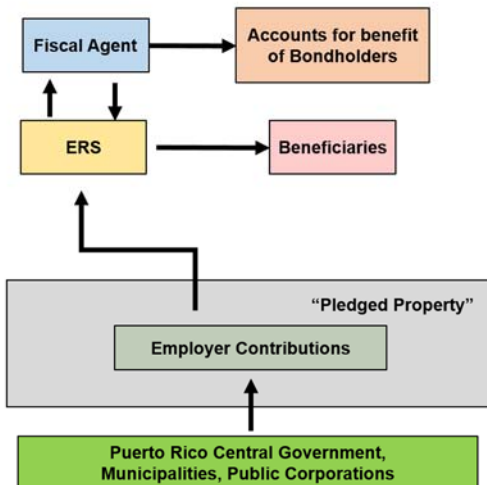 Fiscal Agent
Accounts for benefit
of Bondholders
ERS
Beneficiaries
“Pledged Property”
Employer Contributions
Puerto Rico Central Government,
Municipalities, Public Corporations